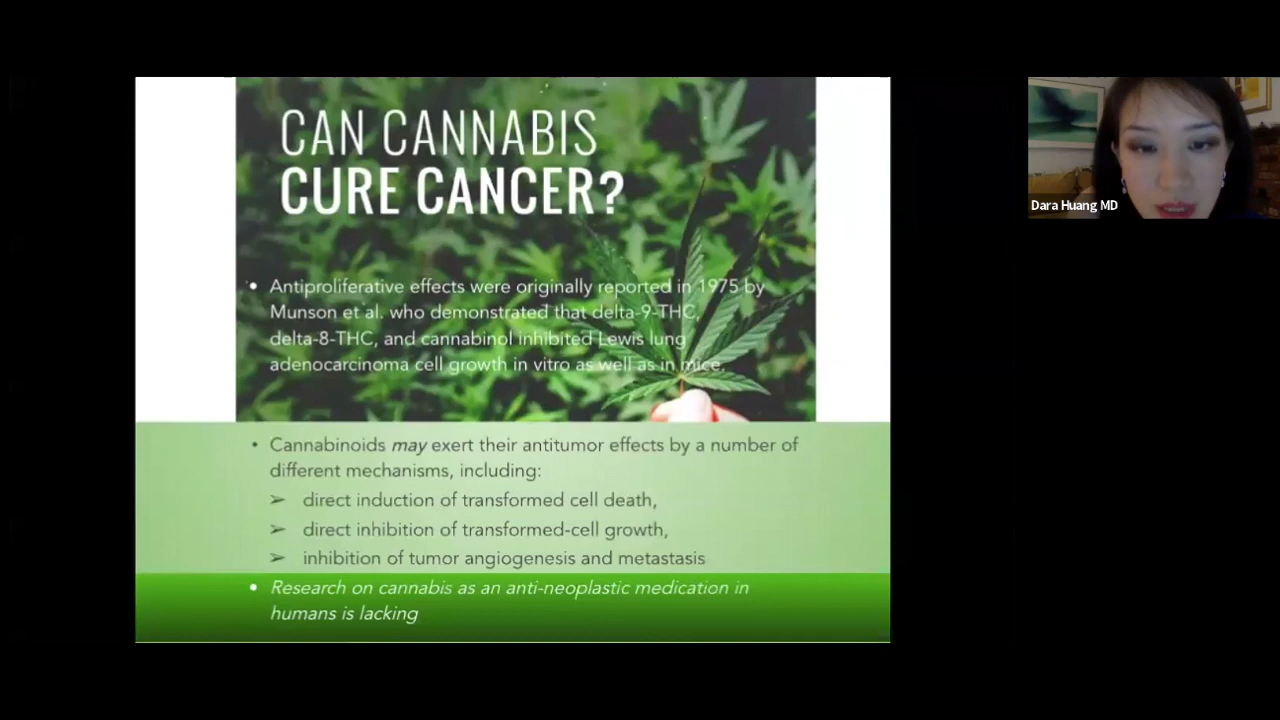 CAN CANNABIS
CURE CANCER?
• Antiproliferative effects were originally reported in 1975 by
Munson et al. who demonstrated that delta-9-THC,
delta-8-THC, and cannabinol inhibited Lewis lung
adenocarcinoma cell growth in vitro as well as in mice.
• Cannabinoids may exert their antitumor effects by a number of
different mechanisms, including:
➢ direct induction of transformed cell death,
➢ direct inhibition of transformed-cell growth,
➢ inhibition of tumor angiogenesis and metastasis
• Research on cannabis as an anti-neoplastic medication in
humans is lacking
Dara Huang MD